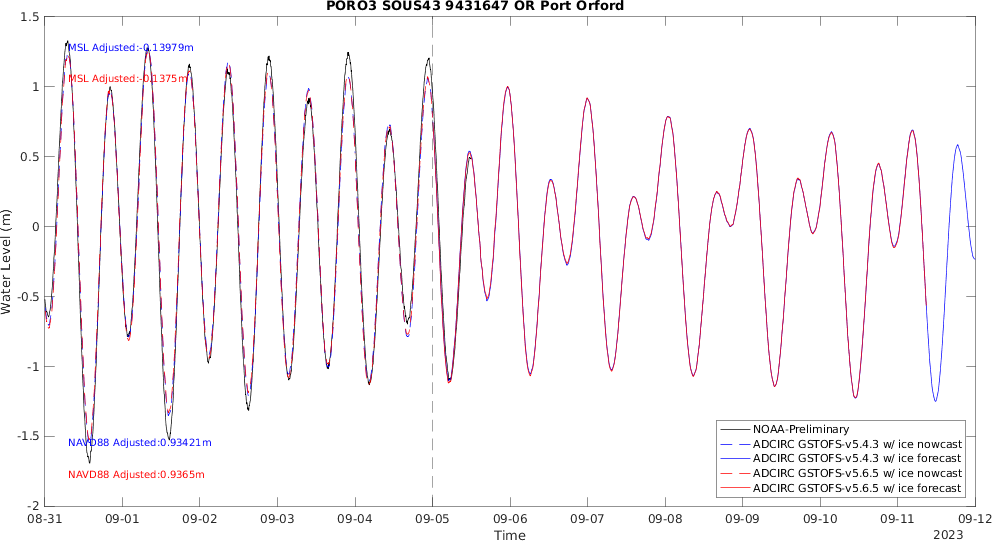 PORO3 SOUS43 9431647 OR Port Orford
1.5
1
0.5
0
-0.5
-1
-1.5
-2
Water Level (m)
MSL Adjusted:-0.13979m
MSL Adjusted:-0.1375m
NAVD88 Adjusted:0.93421m
NAVD88 Adjusted:0.9365m
NOAA-Preliminary
ADCIRC GSTOFS-v5.4.3 w/ ice nowcast
ADCIRC GSTOFS-v5.4.3 w/ ice forecast
ADCIRC GSTOFS-v5.6.5 w/ ice nowcast
ADCIRC GSTOFS-v5.6.5 w/ ice forecast
08-31 09-01 09-02 09-03 09-04 09-05 09-06 09-07 09-08 09-09 09-10 09-11 09-12
Time
2023